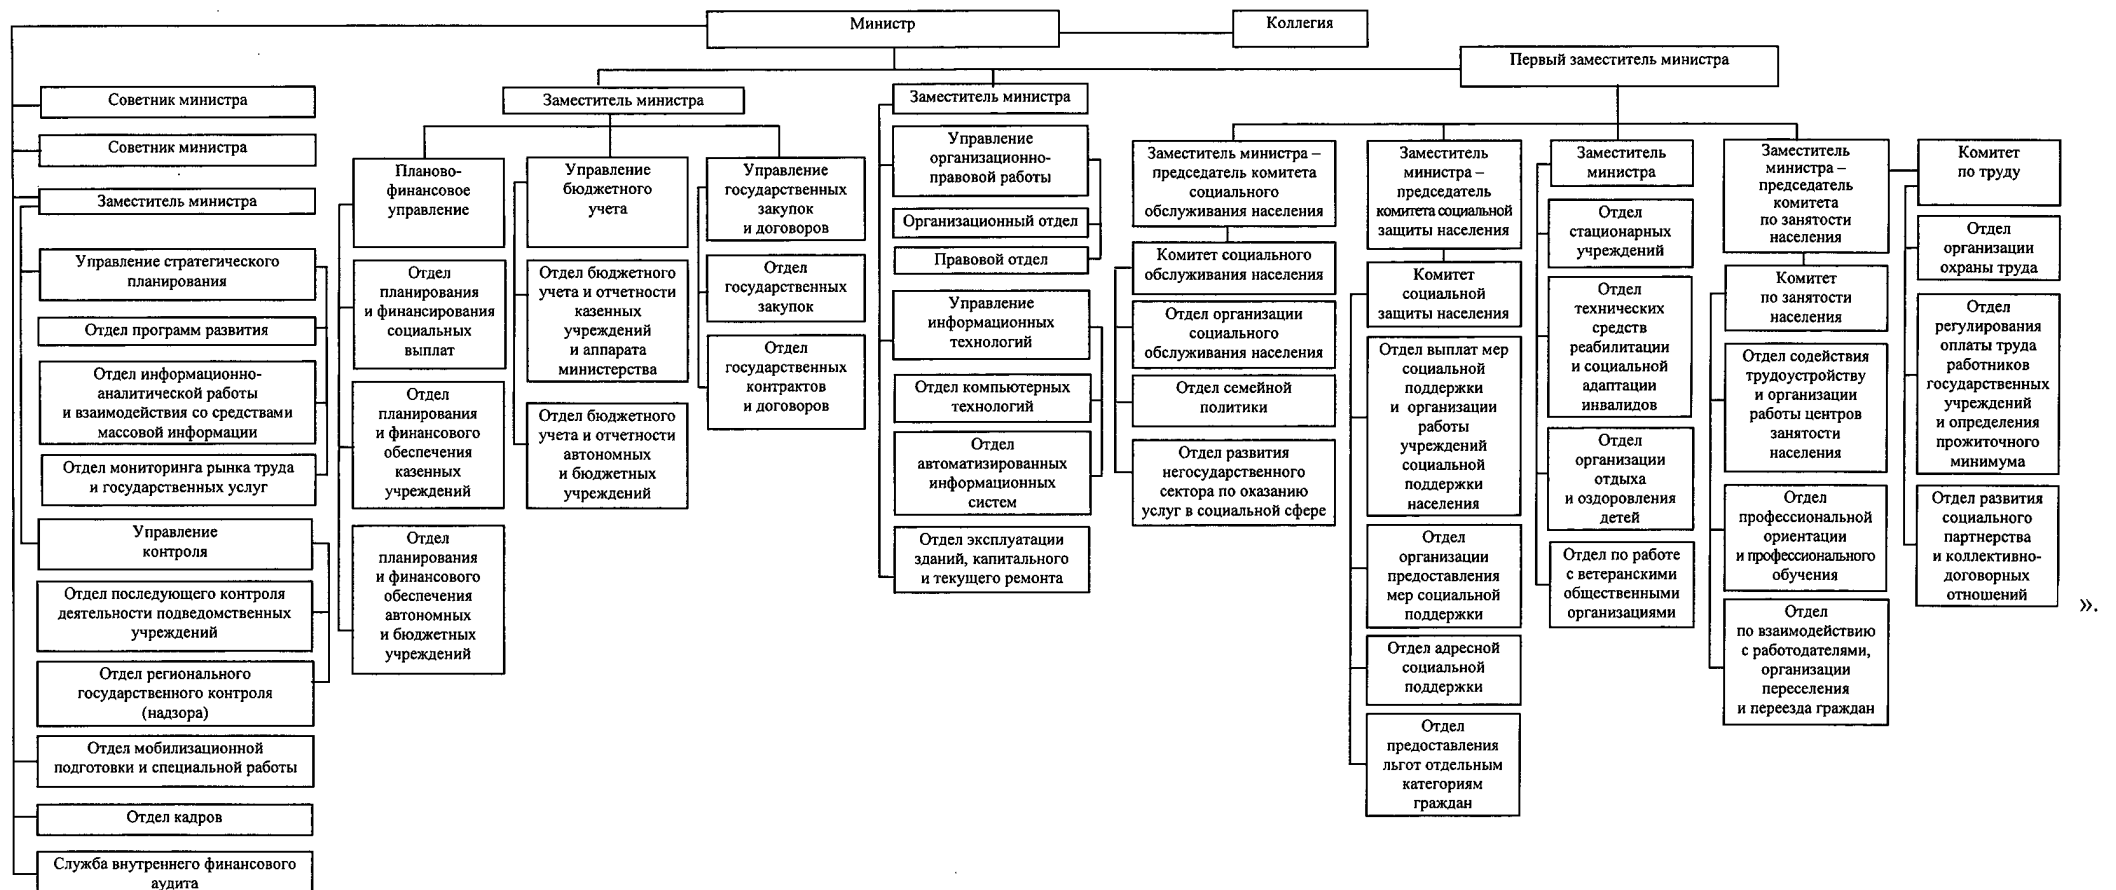 Министр
Коллегия
Первый заместитель министра
Советник министра
Советник министра
Заместитель министра
Управление стратегического
планирования
Отдел программ развития
Отдел информационно-
аналитической работы
и взаимодействия со средствами
массовой информации
Отдел мониторинга рынка труда
и государственных услуг
Управление
контроля
Отдел последующего контроля
деятельности подведомственных
учреждений
Отдел регионального
государственного контроля
(надзора)
Отдел мобилизационной
подготовки и специальной работы
Отдел кадров
Служба внутреннего финансового
аудита
Заместитель министра
Планово-
финансовое
управление
Отдел
планирования
и финансирования
социальных
выплат
Отдел
планирования
и финансового
обеспечения
казенных
учреждений
Отдел
планирования
и финансового
обеспечения
автономных
и бюджетных
учреждений
Управление
бюджетного
учета
Отдел бюджетного
учета и отчетности
казенных
учреждений
и аппарата
министерства
Отдел бюджетного
учета и отчетности
автономных
и бюджетных
учреждений
Управление
государственных
закупок
и договоров
Отдел
государственных
закупок
Отдел
государственных
контрактов
и договоров
Заместитель министра
Управление
организационно-
правовой работы
Организационный отдел
Правовой отдел
Управление
информационных
технологий
Отдел компьютерных
технологий
Отдел
автоматизированных
информационных
систем
Отдел эксплуатации
зданий, капитального
и текущего ремонта
Заместитель министра –
председатель комитета
социального
обслуживания населения
Комитет социального
обслуживания населения
Отдел организации
социального
обслуживания населения
Отдел семейной
политики
Отдел развития
негосударственного
сектора по оказанию
услуг в социальной сфере
Заместитель
министра –
председатель
комитета социальной
защиты населения
Комитет
социальной
защиты населения
Отдел выплат мер
социальной
поддержки
и организации
работы
учреждений
социальной
поддержки
населения
Отдел
организации
предоставления
мер социальной
поддержки
Отдел адресной
социальной
поддержки
Отдел
предоставления
льгот отдельным
категориям
граждан
Заместитель
министра
Отдел
стационарных
учреждений
Отдел
технических
средств
реабилитации
и социальной
адаптации
инвалидов
Отдел
организации
отдыха
и оздоровления
детей
Отдел по работе
с ветеранскими
общественными
организациями
Заместитель
министра –
председатель
комитета
по занятости
населения
Комитет
по занятости
населения
Отдел содействия
трудоустройству
и организации
работы центров
занятости
населения
Отдел
профессиональной
ориентации
и профессионального
обучения
Отдел
по взаимодействию
с работодателями,
организации
переселения
и переезда граждан
Комитет
по труду
Отдел
организации
охраны труда
Отдел
регулирования
оплаты труда
работников
государственных
учреждений
и определения
прожиточного
минимума
Отдел развития
социального
партнерства
и коллективно-
договорных
отношений
».